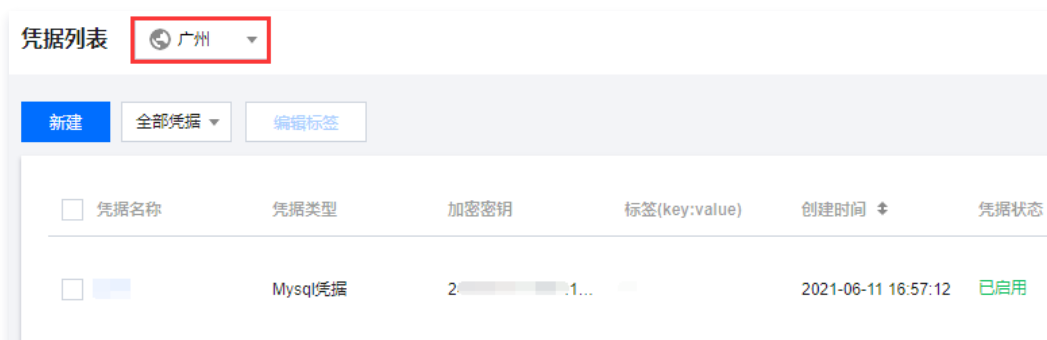 凭据列表 广州
新建 全部凭据 编辑标签
凭据名称 凭据类型 加密密钥 标签(key:value) 创建时间 凭据状态
Mysql凭据 2 1... 2021-06-11 16:57:12 已启用